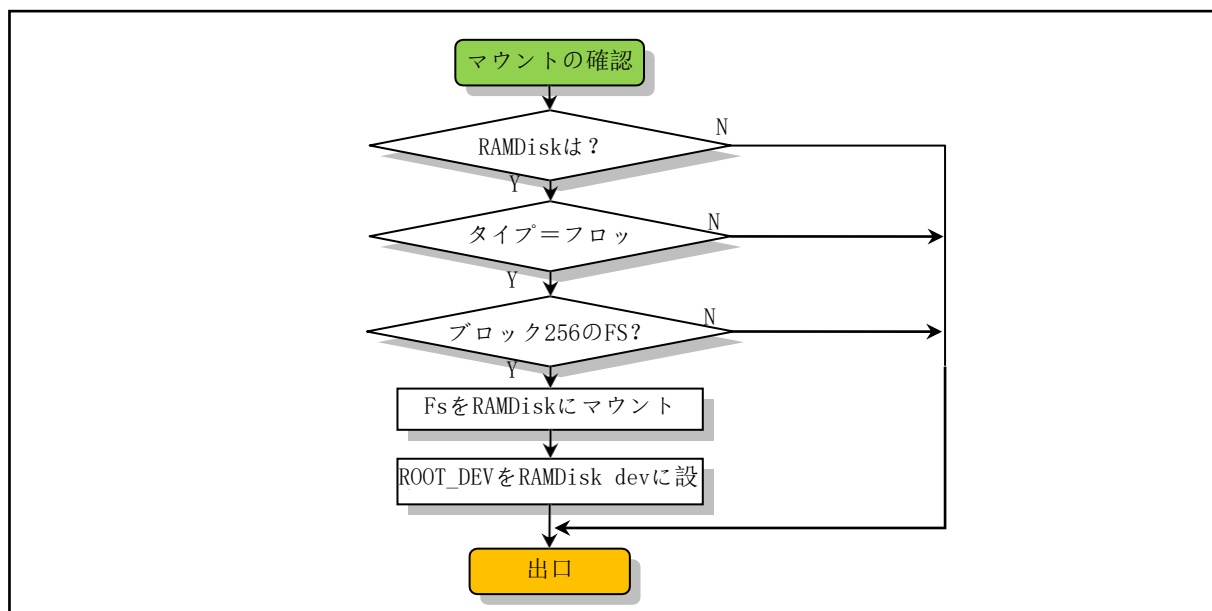 マウントの確認
N
RAMDiskは？
Y
N
タイプ＝フロッ
Y
N
ブロック256のFS?
Y
FsをRAMDiskにマウント
ROOT_DEVをRAMDisk devに設
出口